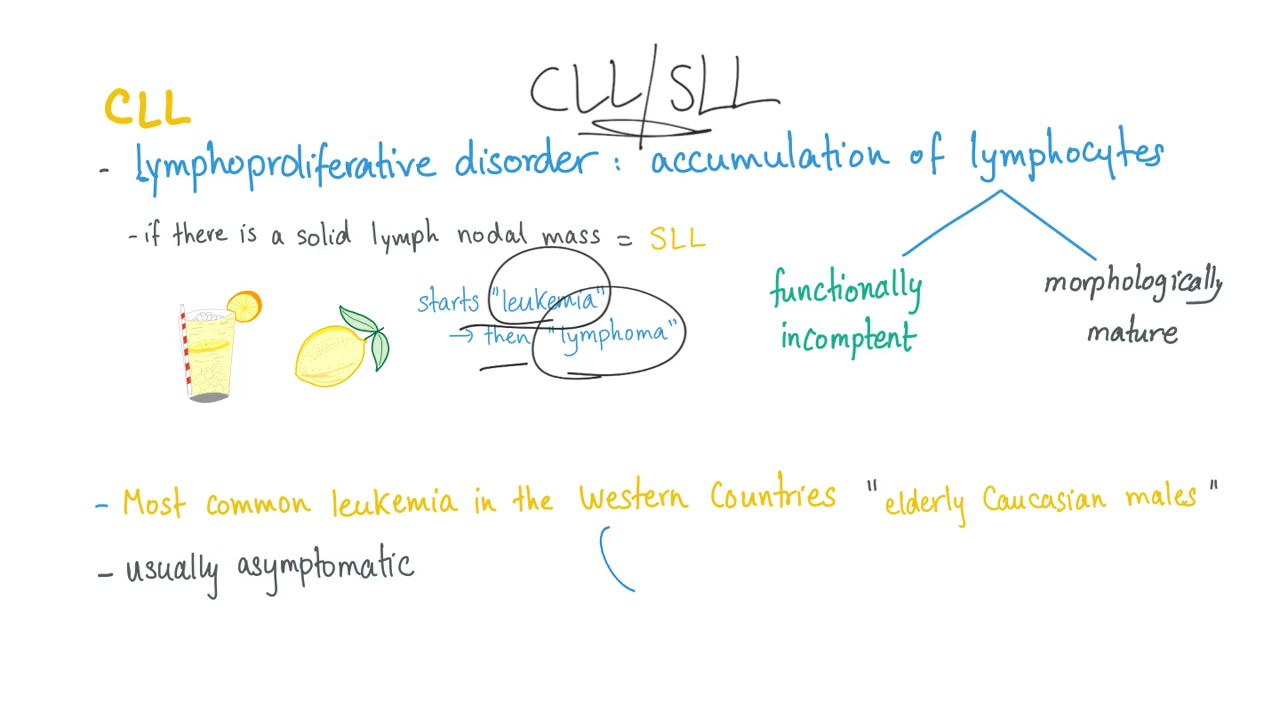 CLL/SLL
CLL
- Lymphoproliferative disorder : accumulation of lymphocytes
- if there is a solid lymph nodal mass = SLL
starts "leukemia"
→ then "lymphoma"
functionally
incomptent
morphologically
mature
- Most common leukemia in the Western Countries "elderly Caucasian males"
- usually asymptomatic